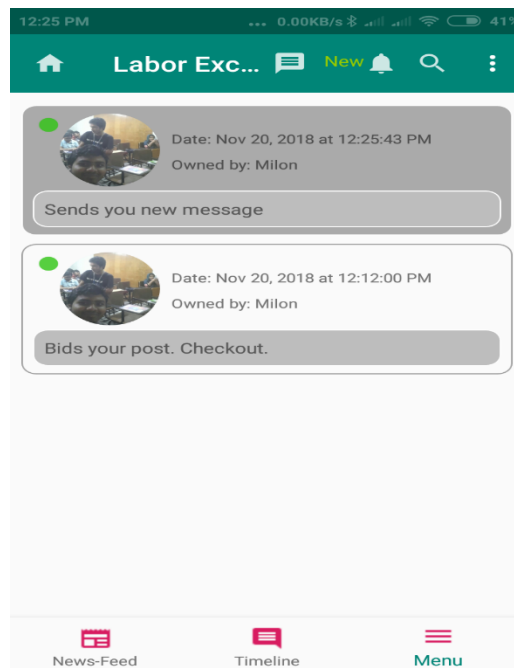 12:25 PM ... 0.00KB/s 41%
Labor Exc... New
Date: Nov 20, 2018 at 12:25:43 PM
Owned by: Milon
Sends you new message
Date: Nov 20, 2018 at 12:12:00 PM
Owned by: Milon
Bids your post. Checkout.
News-Feed Timeline Menu